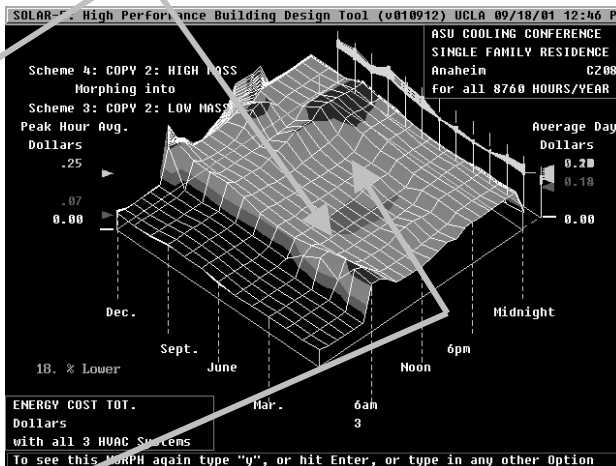 High Performance Building Design Tool (v010912) UCLA 09/18/01 12:46
ASU COOLING CONFERENCE
SINGLE FAMILY RESIDENCE
Anaheim CZ08
for all 8760 HOURS/YEAR
Scheme 4: COPY 2: HIGH MASS
Morphing into
Scheme 3: COPY 2: LOW MASS
Peak Hour Avg.
Dollars
.25
.07
0.00
Average Day
Dollars
0.18
0.00
Dec.
Sept.
June
Mar.
6am
Noon
6pm
Midnight
18. % Lower
ENERGY COST TOT.
Dollars 3
with all 3 HVAC Systems
To see this MORPH again type "y", or hit Enter, or type in any other Option